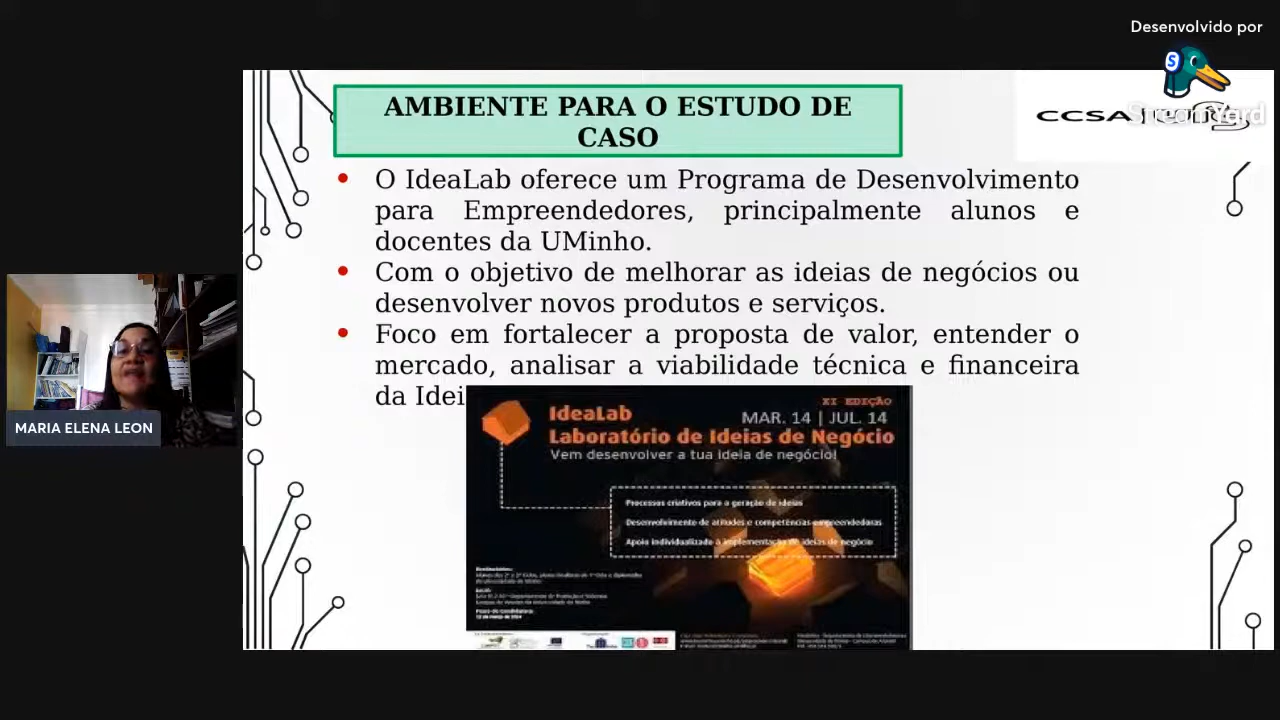 Desenvolvido por
StreamYard
CCSA
AMBIENTE PARA O ESTUDO DE
CASO
• O IdeaLab oferece um Programa de Desenvolvimento
para Empreendedores, principalmente alunos e
docentes da UMinho.
• Com o objetivo de melhorar as ideias de negócios ou
desenvolver novos produtos e serviços.
• Foco em fortalecer a proposta de valor, entender o
mercado, analisar a viabilidade técnica e financeira
da Idei
MARIA ELENA LEON
XI EDIÇÃO
IdeaLab
MAR. 14 | JUL. 14
Laboratório de Ideias de Negócio
Vem desenvolver a tua ideia de negócio!
Processos criativos para a geração de ideias
Desenvolvimento de atitudes e competências empreendedoras
Apoio individualizado à implementação de ideias de negócio